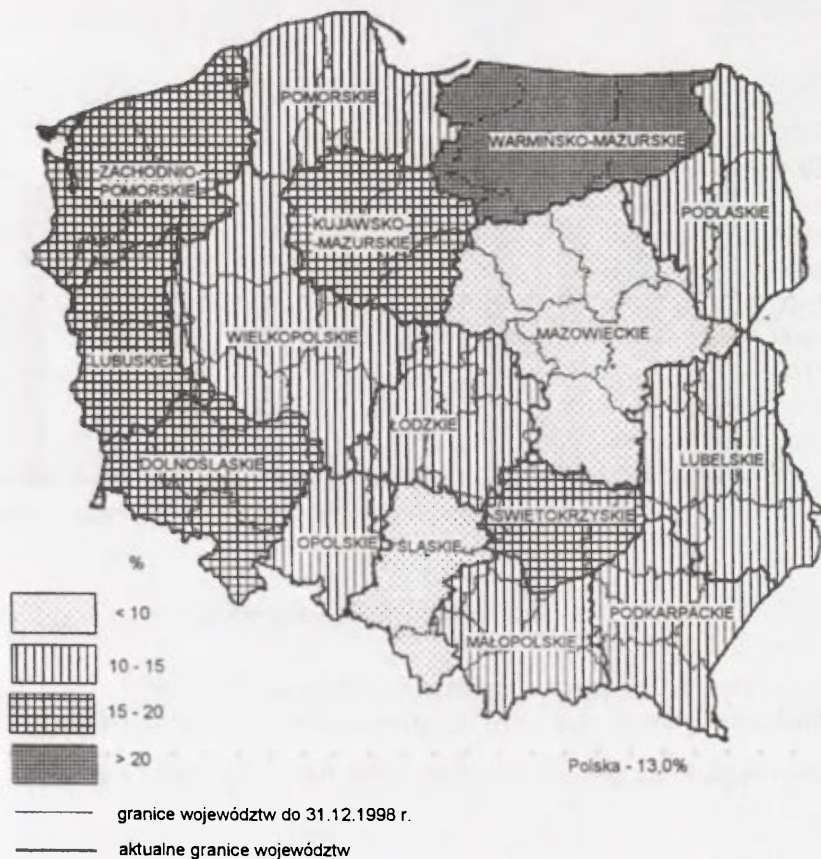 POMORSKIE
WARMIŃSKO-MAZURSKIE
ZACHODNIO-
POMORSKIE
KUJAWSKO-
-MAZURSKIE
PODLASKIE
WIELKOPOLSKIE
MAZOWIECKIE
LUBUSKIE
ŁÓDZKIE
LUBELSKIE
DOLNOŚLĄSKIE
ŚWIĘTOKRZYSKIE
OPOLSKIE
ŚLĄSKIE
MAŁOPOLSKIE
PODKARPACKIE
%
< 10
10 - 15
15 - 20
> 20
Polska - 13,0%
granice województw do 31.12.1998 r.
aktualne granice województw